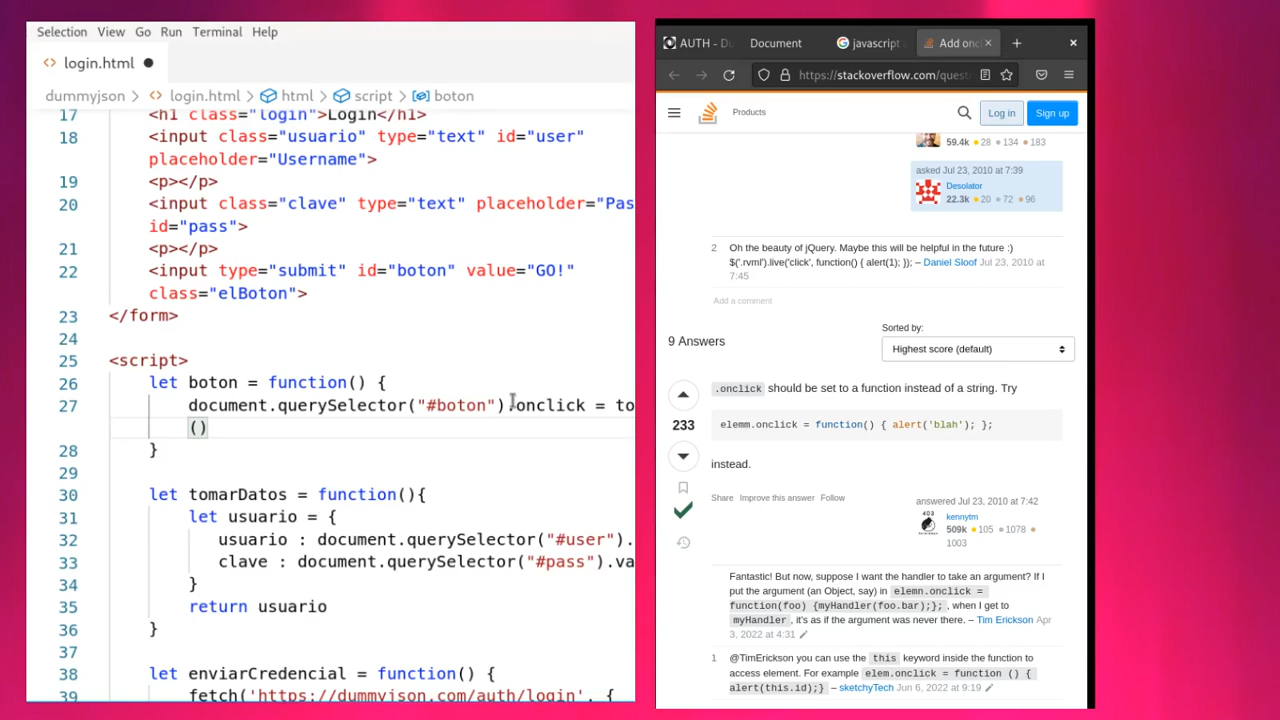 Selection View Go Run Terminal Help
<> login.html ●
dummyjson > <> login.html > html > script > boton
17 <h1 class="login">Login</h1>
18 <input class="usuario" type="text" id="user"
placeholder="Username">
19 <p></p>
20 <input class="clave" type="text" placeholder="Pas
id="pass">
21 <p></p>
22 <input type="submit" id="boton" value="GO!"
class="elBoton">
23 </form>
24
25 <script>
26 let boton = function() {
27 document.querySelector("#boton").onclick = to
()
28 }
29
30 let tomarDatos = function(){
31 let usuario = {
32 usuario : document.querySelector("#user").
33 clave : document.querySelector("#pass").va
34 }
35 return usuario
36 }
37
38 let enviarCredencial = function() {
39 fetch('https://dummyjson.com/auth/login', {
AUTH - Du Document javascript a Add onc × + ×
https://stackoverflow.com/quest
Products Log in Sign up
59.4k 28 134 183
asked Jul 23, 2010 at 7:39
Desolator
22.3k 20 72 96
2 Oh the beauty of jQuery. Maybe this will be helpful in the future :)
$('.rvml').live('click', function() { alert(1); }); – Daniel Sloof Jul 23, 2010 at
7:45
Add a comment
Sorted by:
9 Answers
Highest score (default)
.onclick should be set to a function instead of a string. Try
233
elemm.onclick = function() { alert('blah'); };
instead.
Share Improve this answer Follow
answered Jul 23, 2010 at 7:42
kennytm
509k 105 1078
1003
Fantastic! But now, suppose I want the handler to take an argument? If I
put the argument (an Object, say) in elemn.onclick =
function(foo) {myHandler(foo.bar);}; , when I get to
myHandler , it's as if the argument was never there. – Tim Erickson Apr
3, 2022 at 4:31
1 @TimErickson you can use the this keyword inside the function to
access element. For example elem.onclick = function () {
alert(this.id);} – sketchyTech Jun 6, 2022 at 9:19